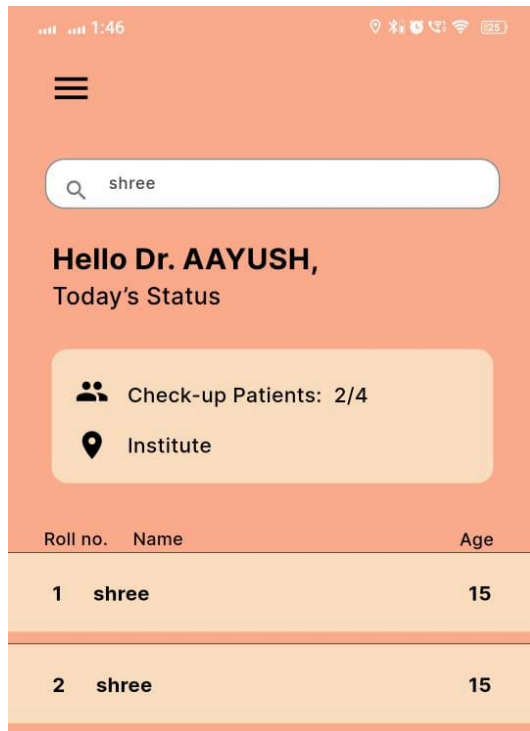 1:46 25
shree
Hello Dr. AAYUSH,
Today's Status
Check-up Patients: 2/4
Institute
Roll no. Name Age
1 shree 15
2 shree 15